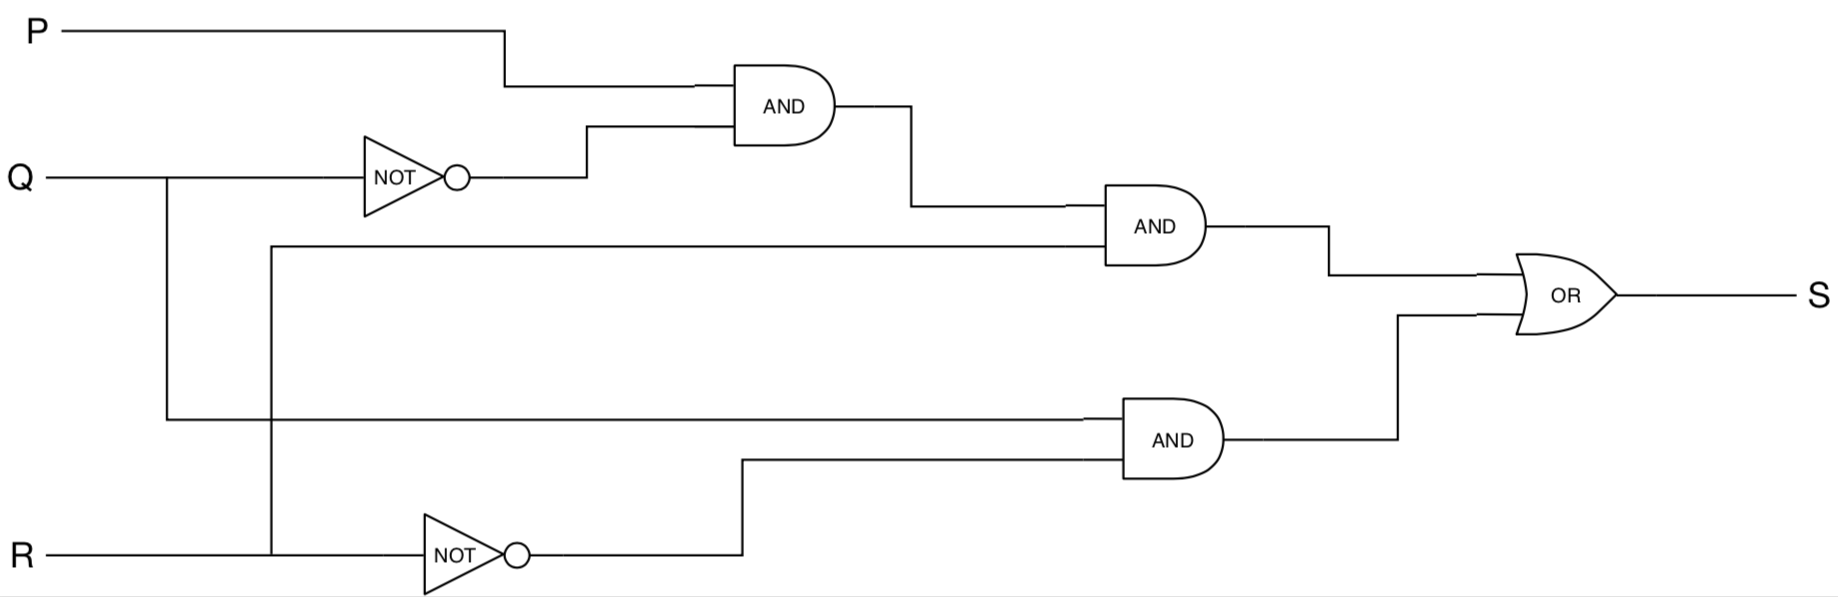 P
AND
Q
NOT
AND
OR
S
AND
R
NOT